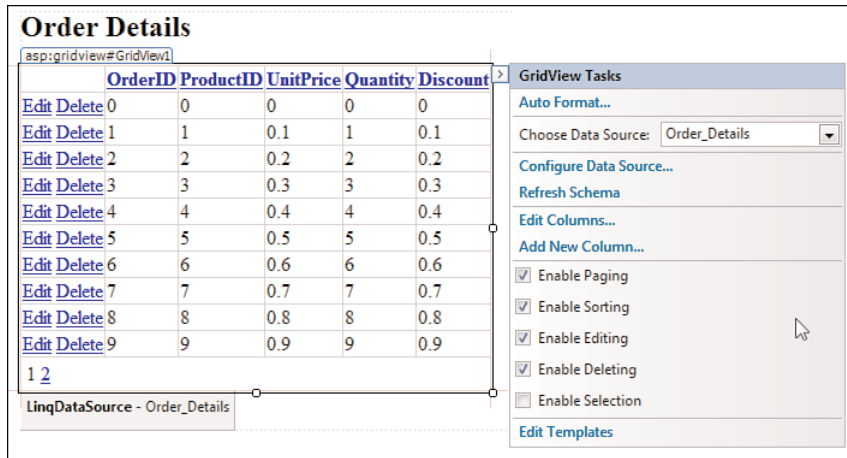 Order Details
asp:gridview#GridView1
OrderID ProductID UnitPrice Quantity Discount
Edit Delete 0 0 0 0 0
Edit Delete 1 1 0.1 1 0.1
Edit Delete 2 2 0.2 2 0.2
Edit Delete 3 3 0.3 3 0.3
Edit Delete 4 4 0.4 4 0.4
Edit Delete 5 5 0.5 5 0.5
Edit Delete 6 6 0.6 6 0.6
Edit Delete 7 7 0.7 7 0.7
Edit Delete 8 8 0.8 8 0.8
Edit Delete 9 9 0.9 9 0.9
1 2
LinqDataSource - Order_Details
GridView Tasks
Auto Format...
Choose Data Source: Order_Details
Configure Data Source...
Refresh Schema
Edit Columns...
Add New Column...
Enable Paging
Enable Sorting
Enable Editing
Enable Deleting
Enable Selection
Edit Templates